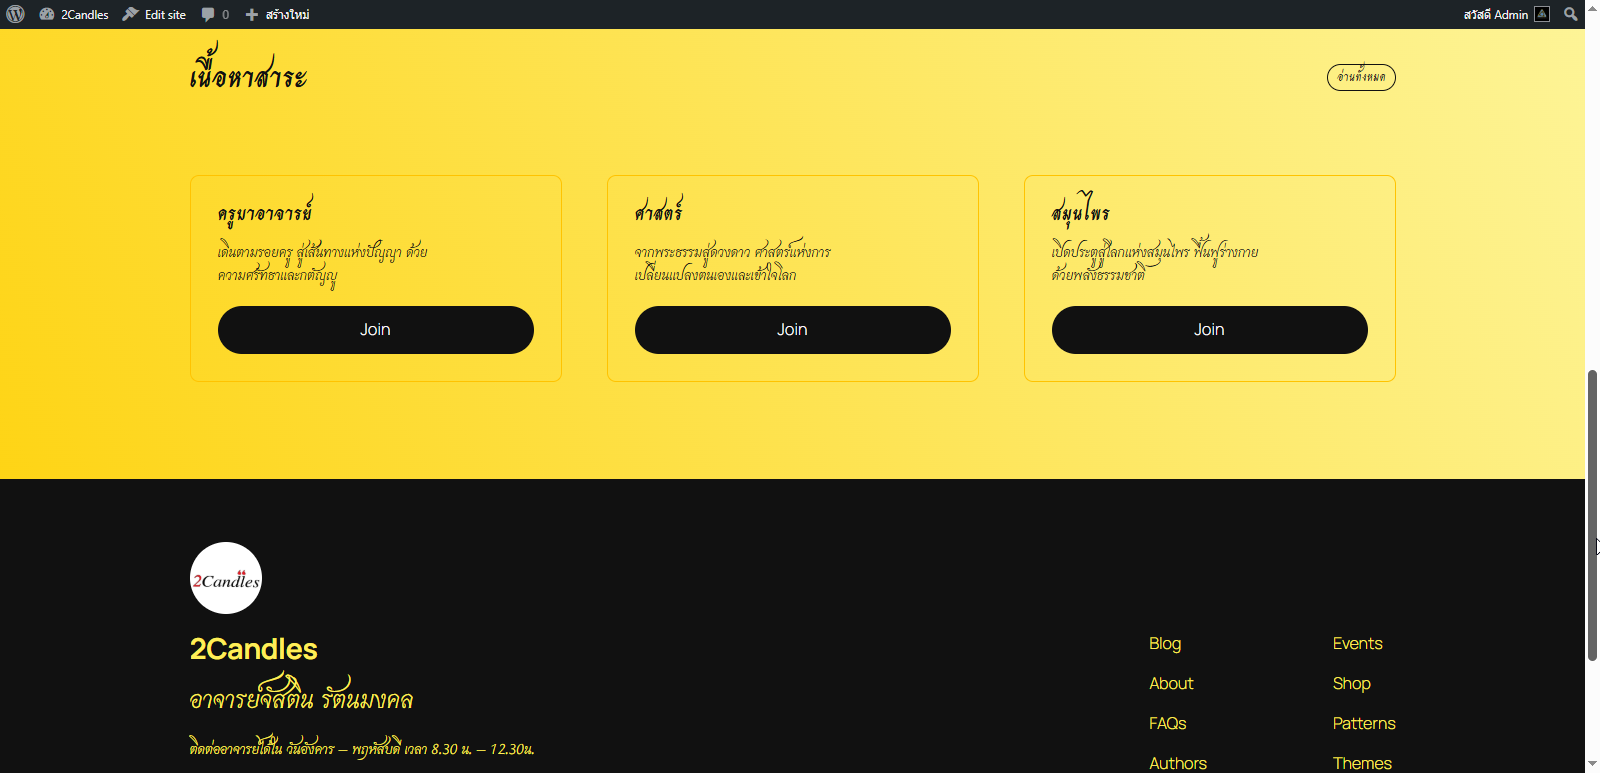 2Candles
Edit site
0
สร้างใหม่
สวัสดี Admin
เนื้อหาสาระ
อ่านทั้งหมด
ครูบาอาจารย์
เดินตามรอยครู สู่เส้นทางแห่งปัญญา ด้วย
ความศรัทธาและกตัญญู
Join
ศาสตร์
จากพระธรรมสู่ดวงดาว ศาสตร์แห่งการ
เปลี่ยนแปลงตนเองและเข้าใจโลก
Join
สมุนไพร
เปิดประตูสู่โลกแห่งสมุนไพร ฟื้นฟูร่างกาย
ด้วยพลังธรรมชาติ
Join
2Candles
2Candles
อาจารย์จัสติน รัตนมงคล
ติดต่ออาจารย์ได้ใน วันอังคาร – พฤหัสบดี เวลา 8.30 น. – 12.30น.
Blog
About
FAQs
Authors
Events
Shop
Patterns
Themes